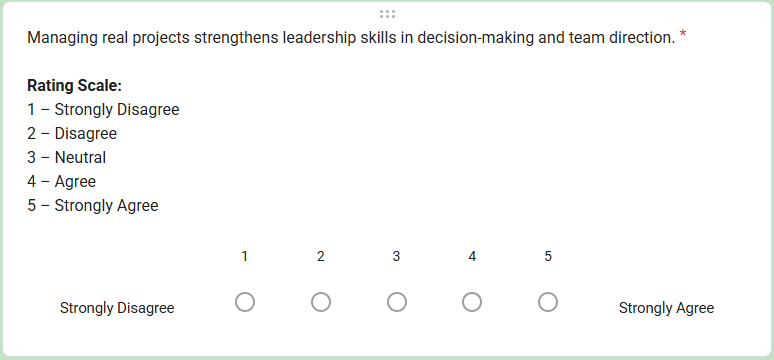 Managing real projects strengthens leadership skills in decision-making and team direction. *
Rating Scale:
1 – Strongly Disagree
2 – Disagree
3 – Neutral
4 – Agree
5 – Strongly Agree
1 2 3 4 5
Strongly Disagree Strongly Agree